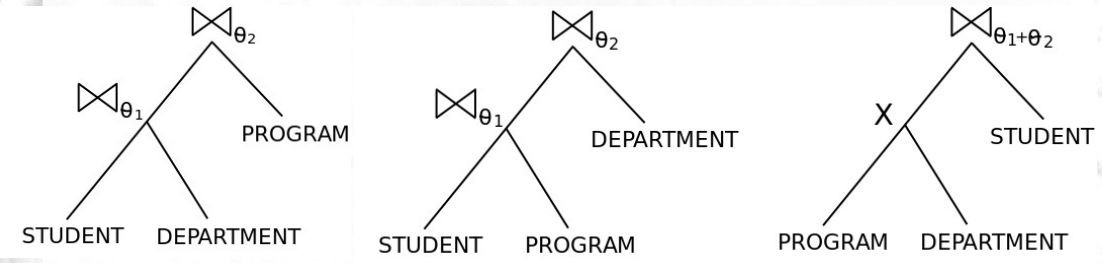 ⋈θ2
⋈θ1
PROGRAM
STUDENT
DEPARTMENT
⋈θ2
⋈θ1
DEPARTMENT
STUDENT
PROGRAM
⋈θ1+θ2
X
STUDENT
PROGRAM
DEPARTMENT